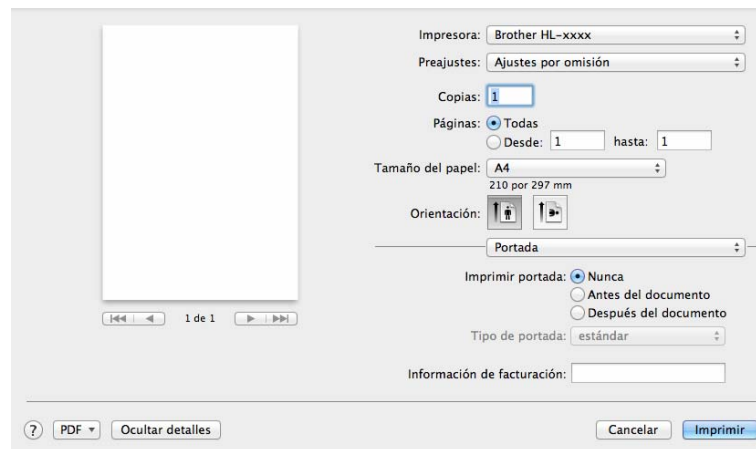 Impresora: Brother HL-xxxx
Preajustes: Ajustes por omisión
Copias: 1
Páginas: Todas
Desde: 1 hasta: 1
Tamaño del papel: A4
210 por 297 mm
Orientación:
Portada
Imprimir portada: Nunca
Antes del documento
Después del documento
Tipo de portada: estándar
Información de facturación:
1 de 1
? PDF Ocultar detalles Cancelar Imprimir